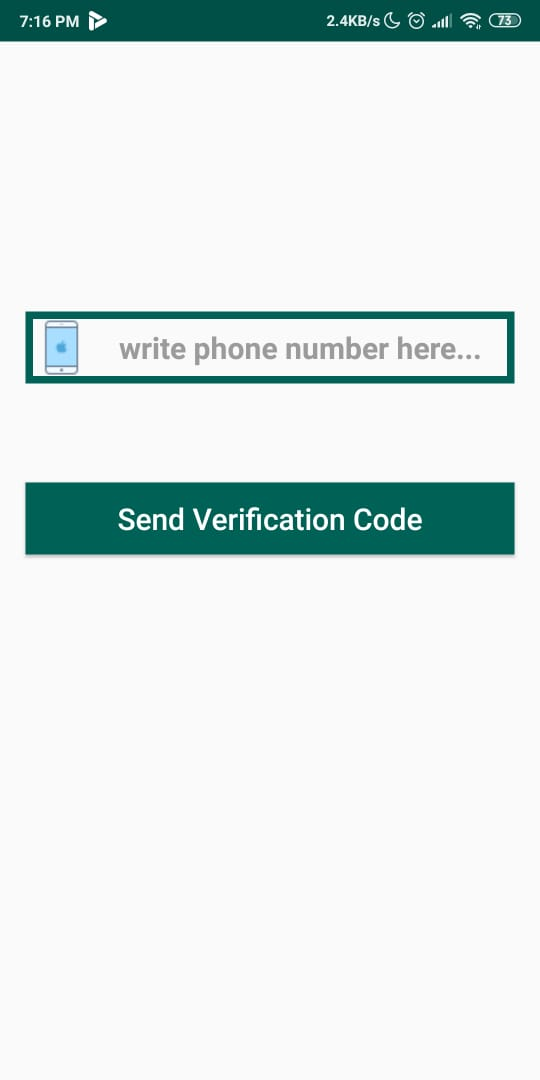 7:16 PM 2.4KB/s 73
write phone number here...
Send Verification Code